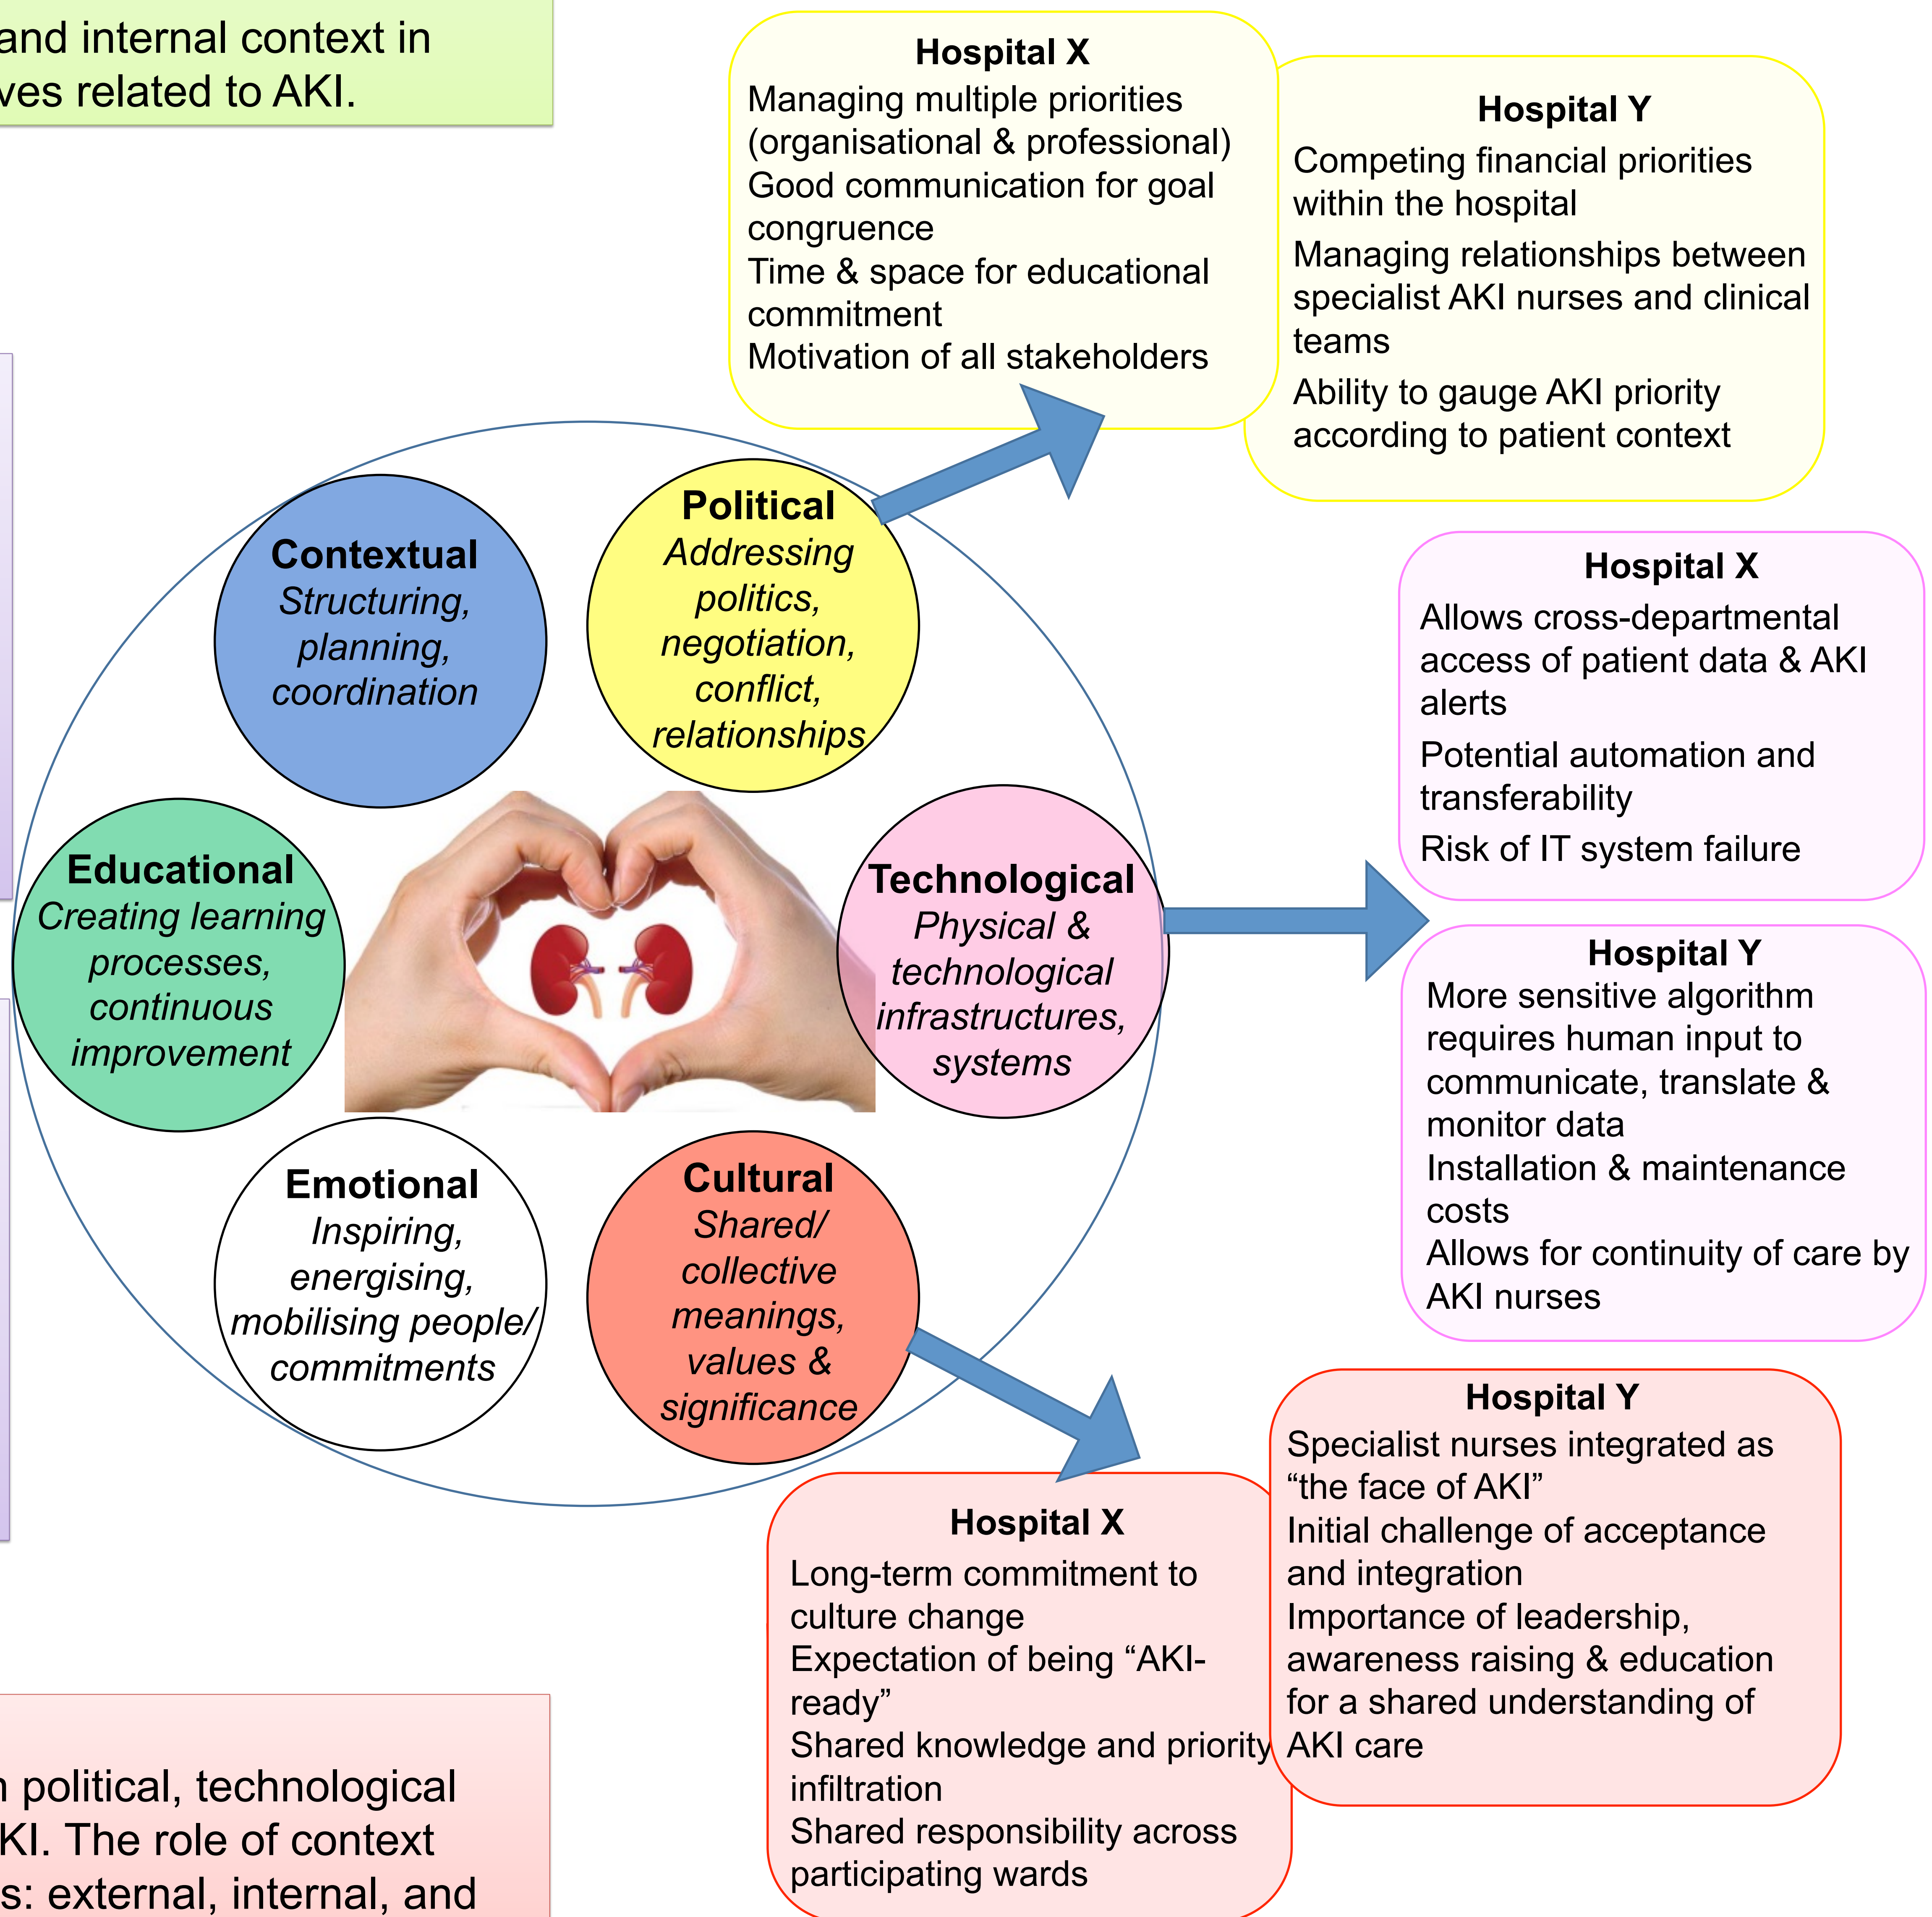 and internal context in
ves related to AKI.
Hospital X
Managing multiple priorities
(organisational & professional)
Good communication for goal
congruence
Time & space for educational
commitment
Motivation of all stakeholders
Hospital Y
Competing financial priorities
within the hospital
Managing relationships between
specialist AKI nurses and clinical
teams
Ability to gauge AKI priority
according to patient context
Contextual
Structuring,
planning,
coordination
Political
Addressing
politics,
negotiation,
conflict,
relationships
Educational
Creating learning
processes,
continuous
improvement
Technological
Physical &
technological
infrastructures,
systems
Emotional
Inspiring,
energising,
mobilising people/
commitments
Cultural
Shared/
collective
meanings,
values &
significance
Hospital X
Allows cross-departmental
access of patient data & AKI
alerts
Potential automation and
transferability
Risk of IT system failure
Hospital Y
More sensitive algorithm
requires human input to
communicate, translate &
monitor data
Installation & maintenance
costs
Allows for continuity of care by
AKI nurses
Hospital X
Long-term commitment to
culture change
Expectation of being “AKI-
ready”
Shared knowledge and priority
infiltration
Shared responsibility across
participating wards
Hospital Y
Specialist nurses integrated as
“the face of AKI”
Initial challenge of acceptance
and integration
Importance of leadership,
awareness raising & education
for a shared understanding of
AKI care
political, technological
KI. The role of context
s: external, internal, and